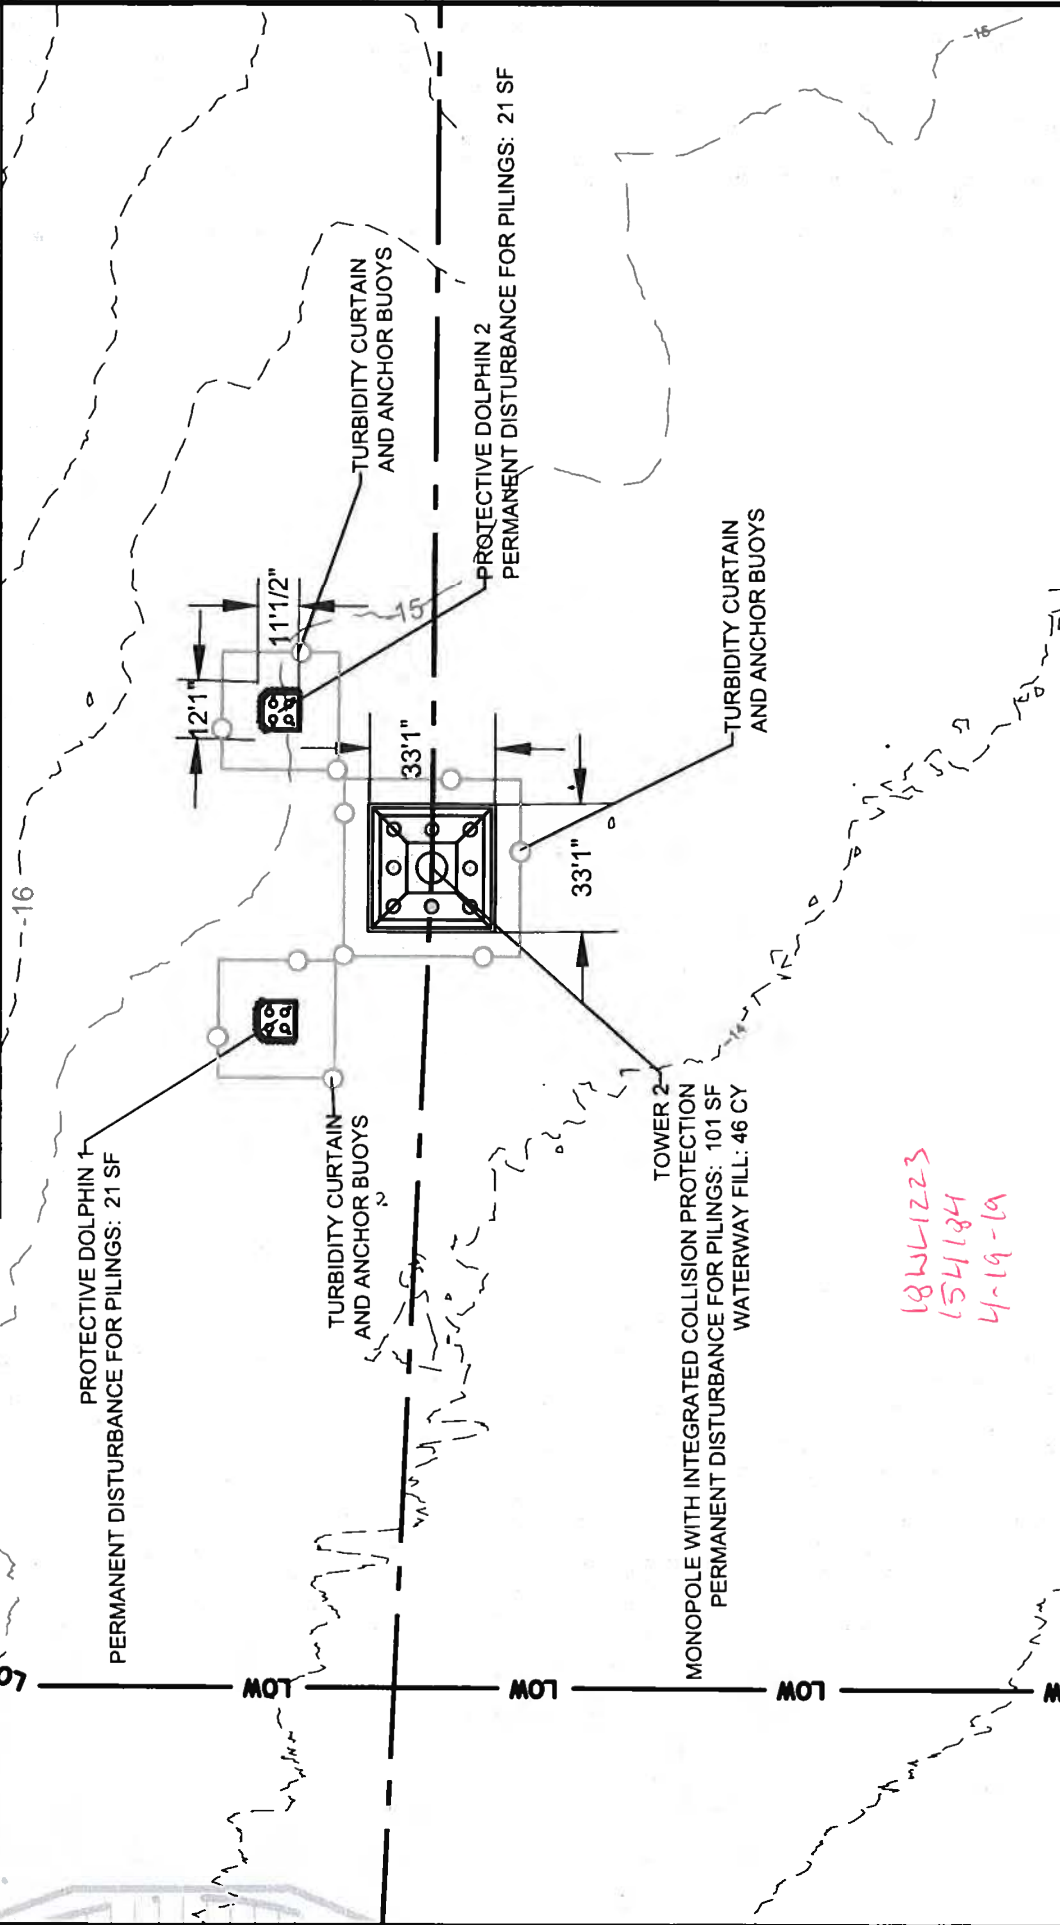 PROTECTIVE DOLPHIN 1
PERMANENT DISTURBANCE FOR PILINGS: 21 SF
TURBIDITY CURTAIN
AND ANCHOR BUOYS
-16
12'1"
11'1/2"
TURBIDITY CURTAIN
AND ANCHOR BUOYS
-15
PROTECTIVE DOLPHIN 2
PERMANENT DISTURBANCE FOR PILINGS: 21 SF
-15
33'1"
33'1"
TURBIDITY CURTAIN
AND ANCHOR BUOYS
-14
TOWER 2
MONOPOLE WITH INTEGRATED COLLISION PROTECTION
PERMANENT DISTURBANCE FOR PILINGS: 101 SF
WATERWAY FILL: 46 CY
LOW
LOW
LOW
18WL1223
154184
4-19-19